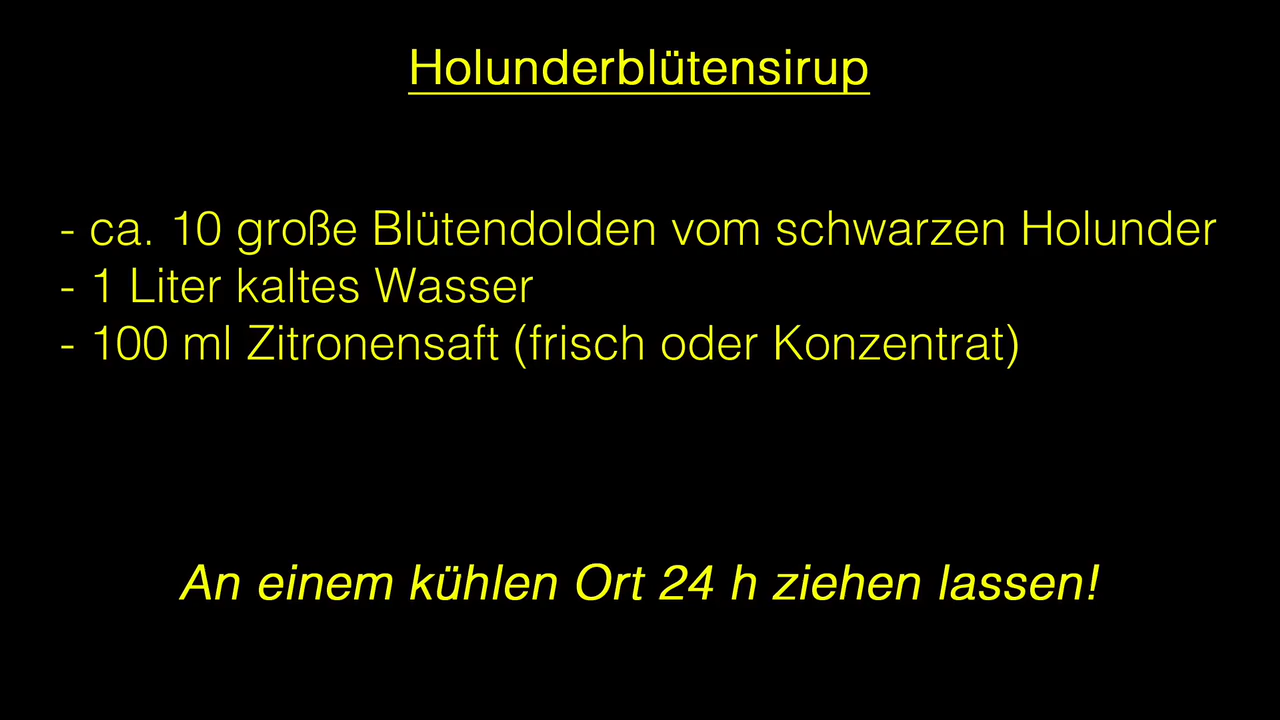 Holunderblütensirup
- ca. 10 große Blütendolden vom schwarzen Holunder
- 1 Liter kaltes Wasser
- 100 ml Zitronensaft (frisch oder Konzentrat)
An einem kühlen Ort 24 h ziehen lassen!